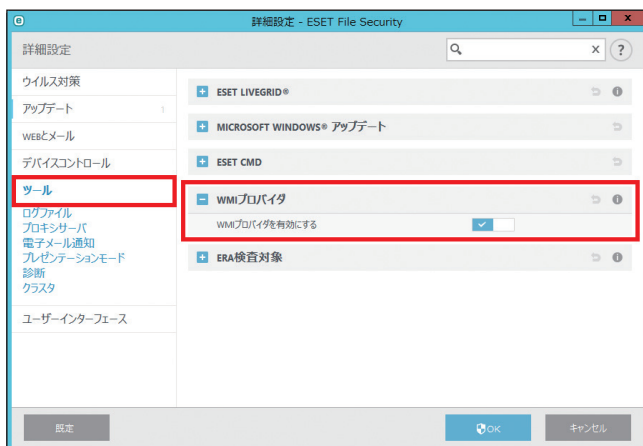 詳細設定 - ESET File Security
詳細設定
x
?
ウイルス対策
アップデート 1
WEBとメール
デバイスコントロール
ツール
ログファイル
プロキシサーバ
電子メール通知
プレゼンテーションモード
診断
クラスタ
ユーザーインターフェース
ESET LIVEGRID®
MICROSOFT WINDOWS® アップデート
ESET CMD
WMIプロバイダ
WMIプロバイダを有効にする
ERA検査対象
既定
OK
キャンセル